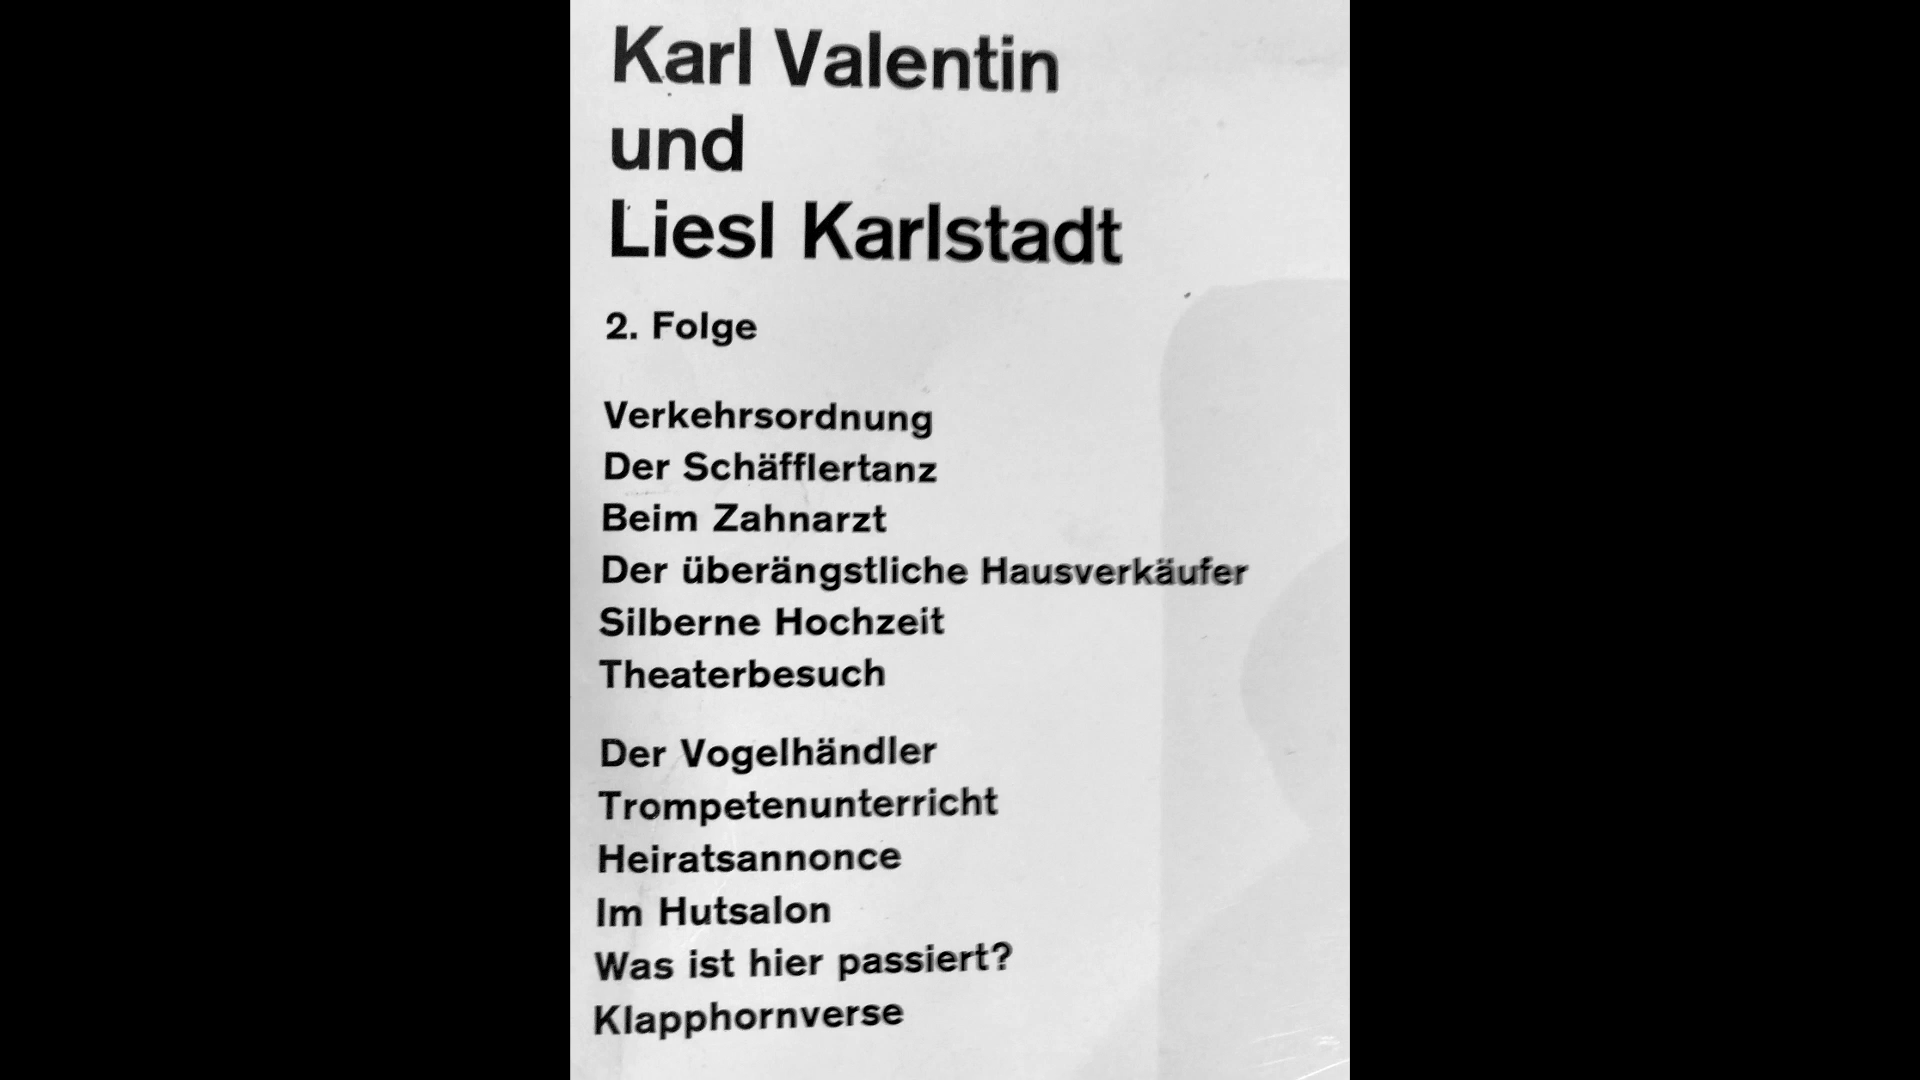 Karl Valentin
und
Liesl Karlstadt
2. Folge
Verkehrsordnung
Der Schäfflertanz
Beim Zahnarzt
Der überängstliche Hausverkäufer
Silberne Hochzeit
Theaterbesuch
Der Vogelhändler
Trompetenunterricht
Heiratsannonce
Im Hutsalon
Was ist hier passiert?
Klapphornverse